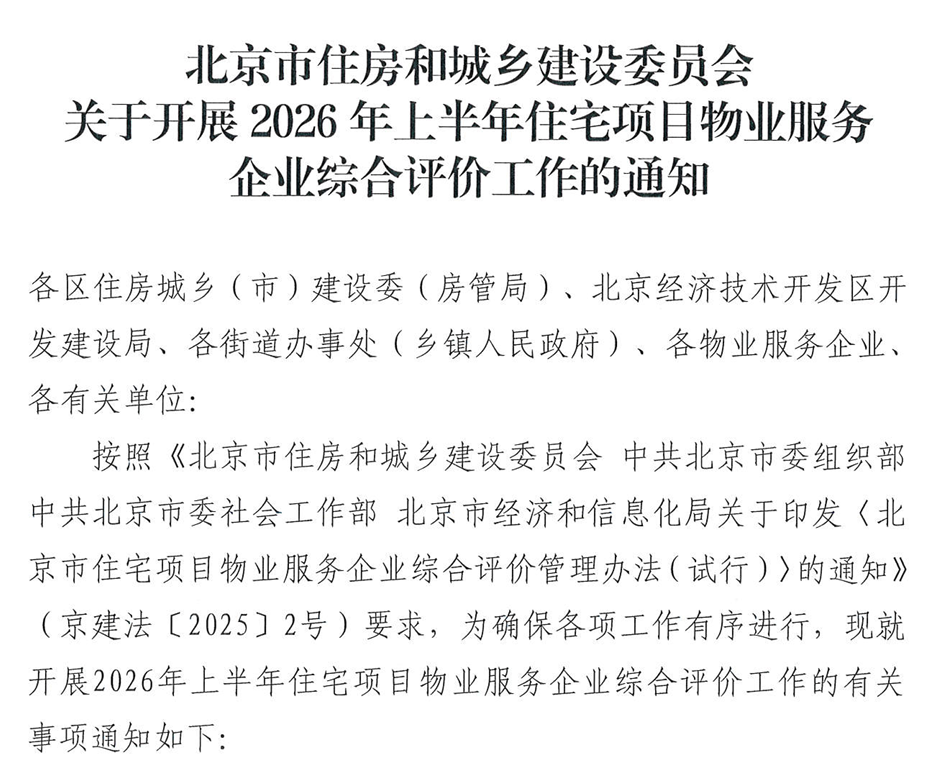 北京市住房和城乡建设委员会
关于开展 2026 年上半年住宅项目物业服务
企业综合评价工作的通知
各区住房城乡（市）建设委（房管局）、北京经济技术开发区开
发建设局、各街道办事处（乡镇人民政府）、各物业服务企业、
各有关单位：
按照《北京市住房和城乡建设委员会 中共北京市委组织部
中共北京市委社会工作部 北京市经济和信息化局关于印发〈北
京市住宅项目物业服务企业综合评价管理办法（试行）〉的通知》
（京建法〔2025〕2号）要求，为确保各项工作有序进行，现就
开展2026年上半年住宅项目物业服务企业综合评价工作的有关
事项通知如下：